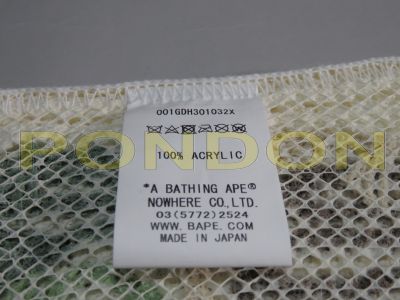 001GDH301032X
100% ACRYLIC
PONDON
*A BATHING APE®
NOWHERE CO.,LTD.
03(5772)2524
WWW.BAPE.COM
MADE IN JAPAN